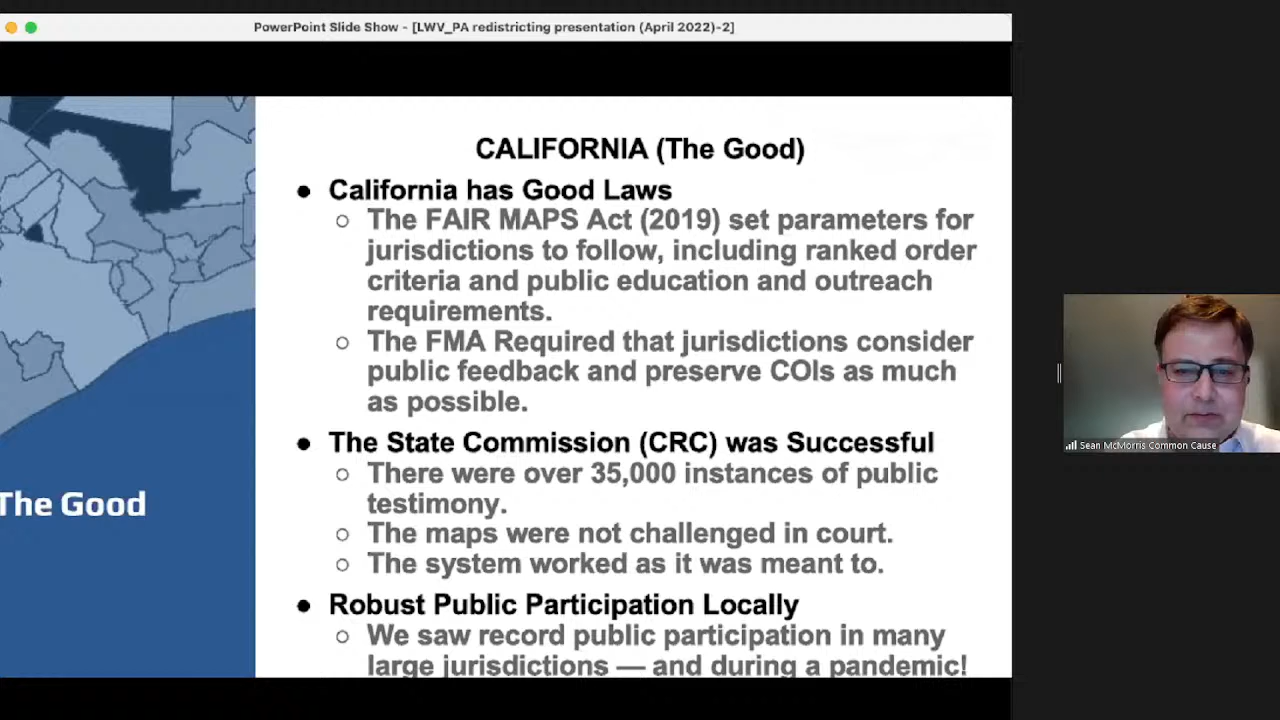 PowerPoint Slide Show - [LWV_PA redistricting presentation (April 2022)-2]
The Good
CALIFORNIA (The Good)
● California has Good Laws
○ The FAIR MAPS Act (2019) set parameters for
jurisdictions to follow, including ranked order
criteria and public education and outreach
requirements.
○ The FMA Required that jurisdictions consider
public feedback and preserve COIs as much
as possible.
● The State Commission (CRC) was Successful
○ There were over 35,000 instances of public
testimony.
○ The maps were not challenged in court.
○ The system worked as it was meant to.
● Robust Public Participation Locally
○ We saw record public participation in many
large jurisdictions — and during a pandemic!
Sean McMorris Common Cause